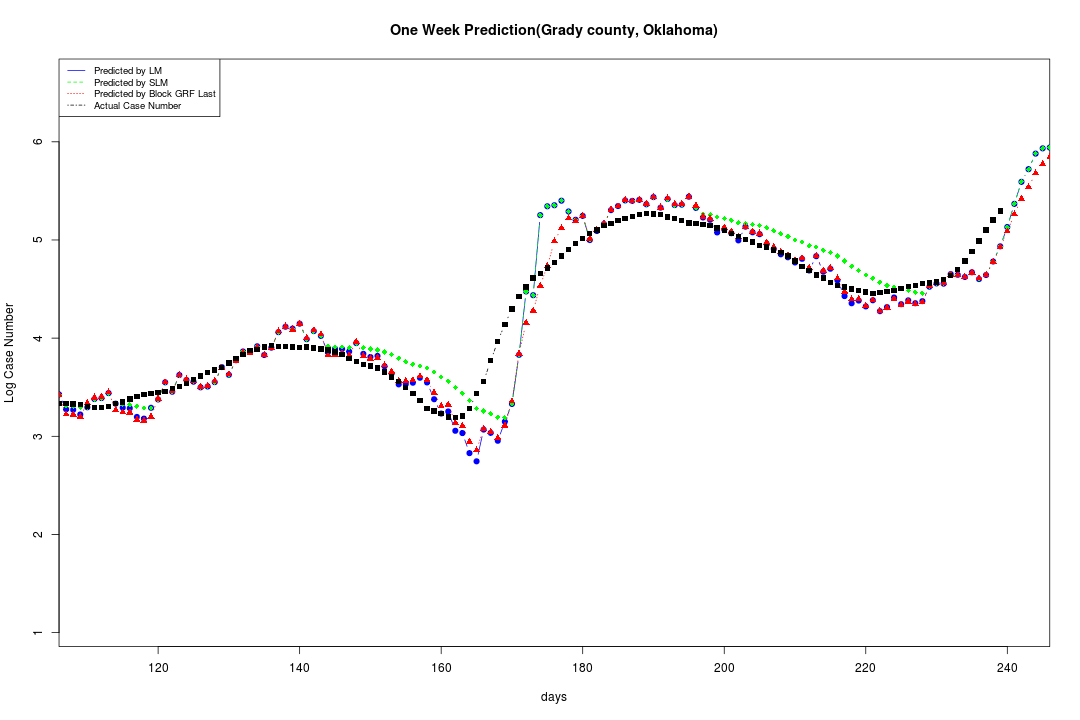 One Week Prediction(Grady county, Oklahoma)
Predicted by LM
Predicted by SLM
Predicted by Block GRF Last
Actual Case Number
Log Case Number
6
5
4
3
2
1
120 140 160 180 200 220 240
days